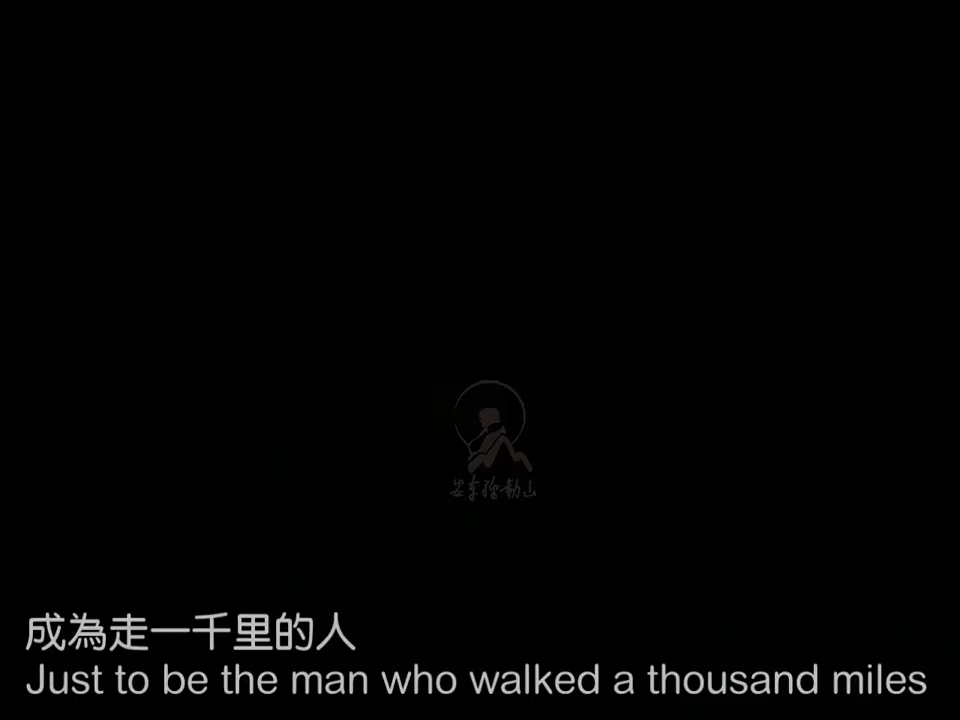 成為走一千里的人
Just to be the man who walked a thousand miles